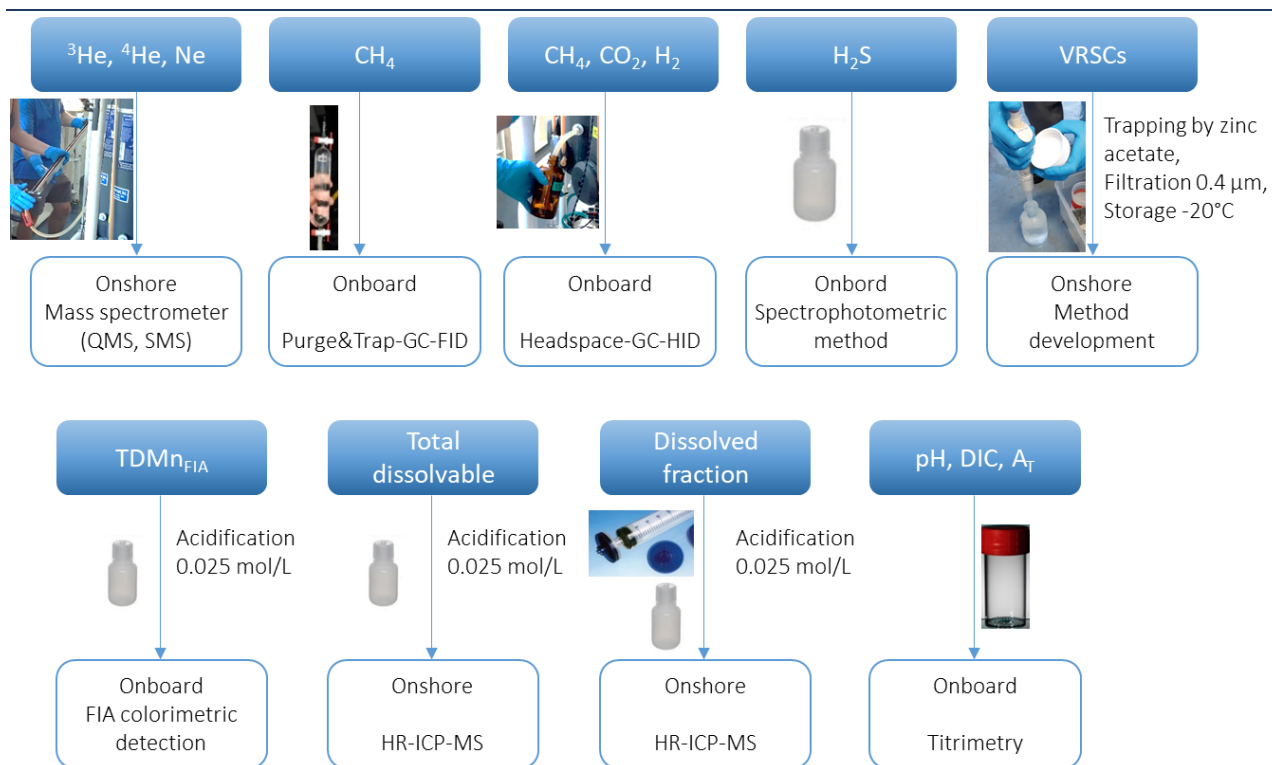 ³He, ⁴He, Ne
CH₄
CH₄, CO₂, H₂
H₂S
VRSCs
Trapping by zinc
acetate,
Filtration 0.4 µm,
Storage -20°C
Onshore
Mass spectrometer
(QMS, SMS)
Onboard
Purge&Trap-GC-FID
Onboard
Headspace-GC-HID
Onbord
Spectrophotometric
method
Onshore
Method
development
TDMn_FIA
Total
dissolvable
Dissolved
fraction
pH, DIC, A_T
Acidification
0.025 mol/L
Acidification
0.025 mol/L
Acidification
0.025 mol/L
Onboard
FIA colorimetric
detection
Onshore
HR-ICP-MS
Onshore
HR-ICP-MS
Onboard
Titrimetry